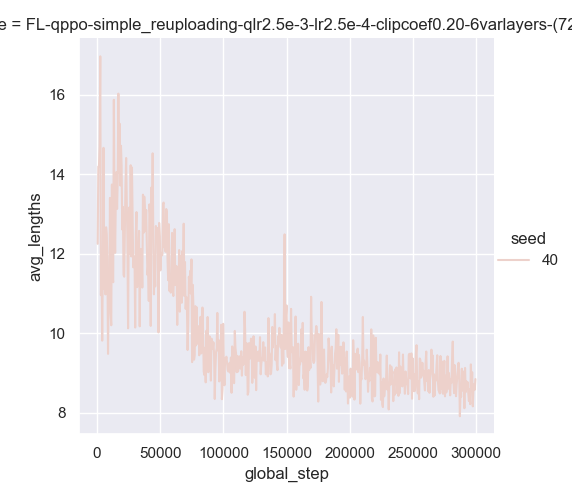 e = FL-qppo-simple_reuploading-qlr2.5e-3-lr2.5e-4-clipcoef0.20-6varlayers-(72
16
14
12
10
8
avg_lengths
0 50000 100000 150000 200000 250000 300000
global_step
seed
40